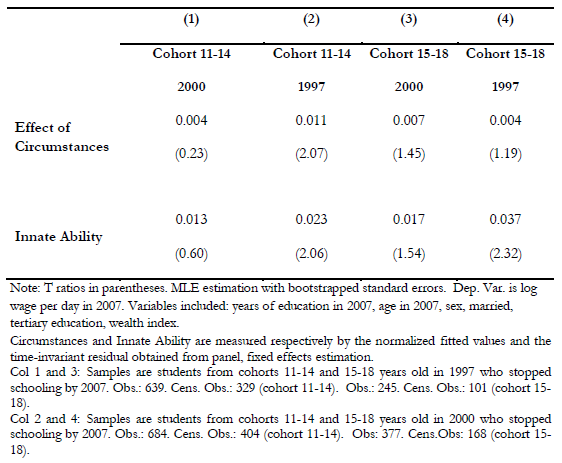 (1) (2) (3) (4)
Cohort 11-14 Cohort 11-14 Cohort 15-18 Cohort 15-18
2000 1997 2000 1997
Effect of Circumstances 0.004 0.011 0.007 0.004
(0.23) (2.07) (1.45) (1.19)
Innate Ability 0.013 0.023 0.017 0.037
(0.60) (2.06) (1.54) (2.32)
Note: T ratios in parentheses. MLE estimation with bootstrapped standard errors. Dep. Var. is log
wage per day in 2007. Variables included: years of education in 2007, age in 2007, sex, married,
tertiary education, wealth index.
Circumstances and Innate Ability are measured respectively by the normalized fitted values and the
time-invariant residual obtained from panel, fixed effects estimation.
Col 1 and 3: Samples are students from cohorts 11-14 and 15-18 years old in 1997 who stopped
schooling by 2007. Obs.: 639. Cens. Obs.: 329 (cohort 11-14). Obs.: 245. Cens. Obs.: 101 (cohort 15-
18).
Col 2 and 4: Samples are students from cohorts 11-14 and 15-18 years old in 2000 who stopped
schooling by 2007. Obs.: 684. Cens. Obs.: 404 (cohort 11-14). Obs: 377. Cens.Obs: 168 (cohort 15-
18).